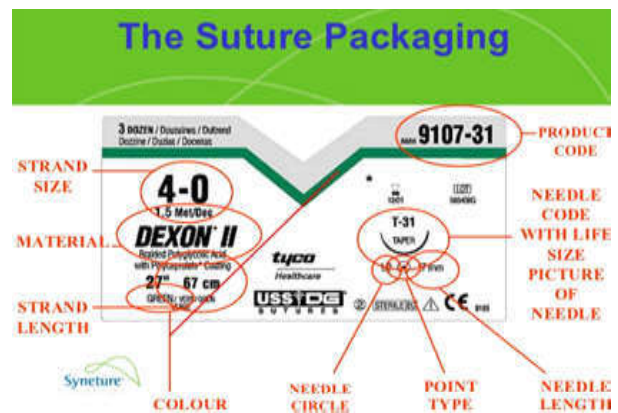 The Suture Packaging
3 DOZEN / Douzaines / Dutzend
Dozzine / Duzias / Docenas
9107-31
PRODUCT
CODE
STRAND
SIZE
4-0
1.5 Met/Dec
T-31
TAPER
NEEDLE
CODE
WITH LIFE
SIZE
PICTURE
OF
NEEDLE
MATERIAL
DEXON II
Braided Polyglycolic Acid
with Polycaprolate Coating
tyco
Healthcare
27" 67 cm
GREEN
STRAND
LENGTH
USS DG
SUTURES
STERILE
CE
Syneture
COLOUR
NEEDLE
CIRCLE
POINT
TYPE
NEEDLE
LENGTH